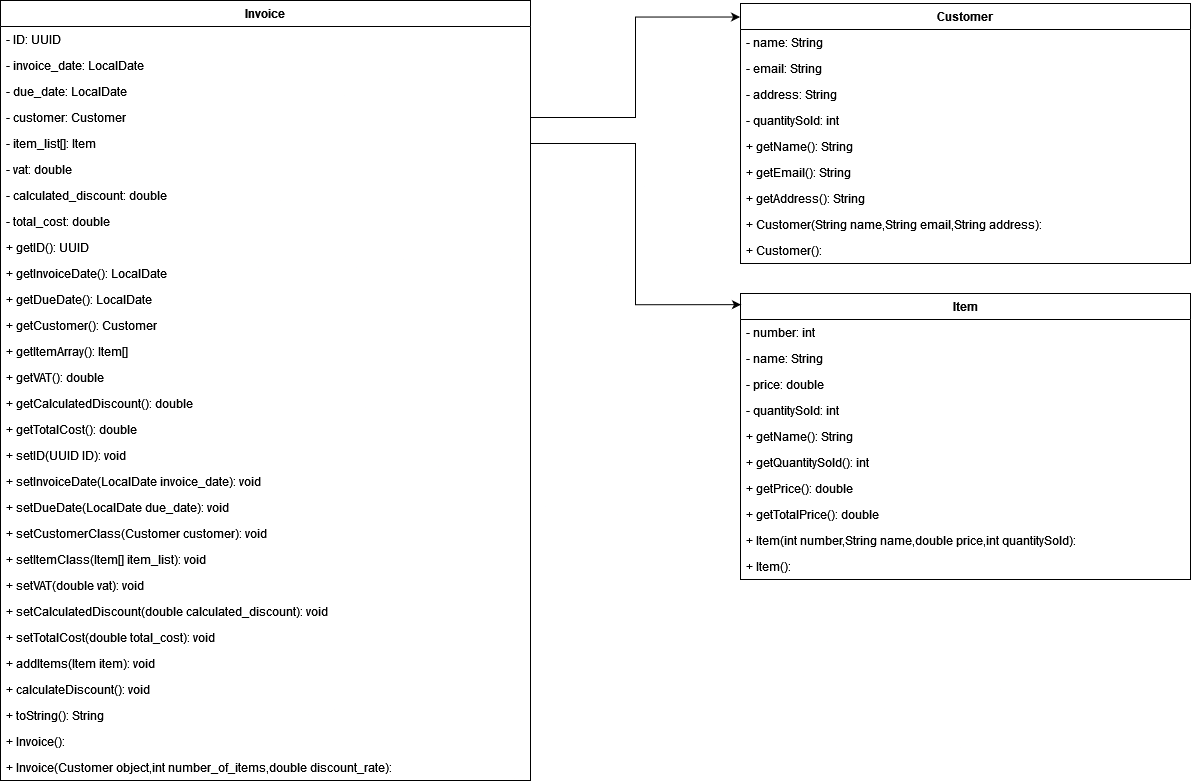 Invoice
- ID: UUID
- invoice_date: LocalDate
- due_date: LocalDate
- customer: Customer
- item_list[]: Item
- vat: double
- calculated_discount: double
- total_cost: double
+ getID(): UUID
+ getInvoiceDate(): LocalDate
+ getDueDate(): LocalDate
+ getCustomer(): Customer
+ getItemArray(): Item[]
+ getVAT(): double
+ getCalculatedDiscount(): double
+ getTotalCost(): double
+ setID(UUID ID): void
+ setInvoiceDate(LocalDate invoice_date): void
+ setDueDate(LocalDate due_date): void
+ setCustomerClass(Customer customer): void
+ setItemClass(Item[] item_list): void
+ setVAT(double vat): void
+ setCalculatedDiscount(double calculated_discount): void
+ setTotalCost(double total_cost): void
+ addItems(Item item): void
+ calculateDiscount(): void
+ toString(): String
+ Invoice():
+ Invoice(Customer object,int number_of_items,double discount_rate):
Customer
- name: String
- email: String
- address: String
- quantitySold: int
+ getName(): String
+ getEmail(): String
+ getAddress(): String
+ Customer(String name,String email,String address):
+ Customer():
Item
- number: int
- name: String
- price: double
- quantitySold: int
+ getName(): String
+ getQuantitySold(): int
+ getPrice(): double
+ getTotalPrice(): double
+ Item(int number,String name,double price,int quantitySold):
+ Item():